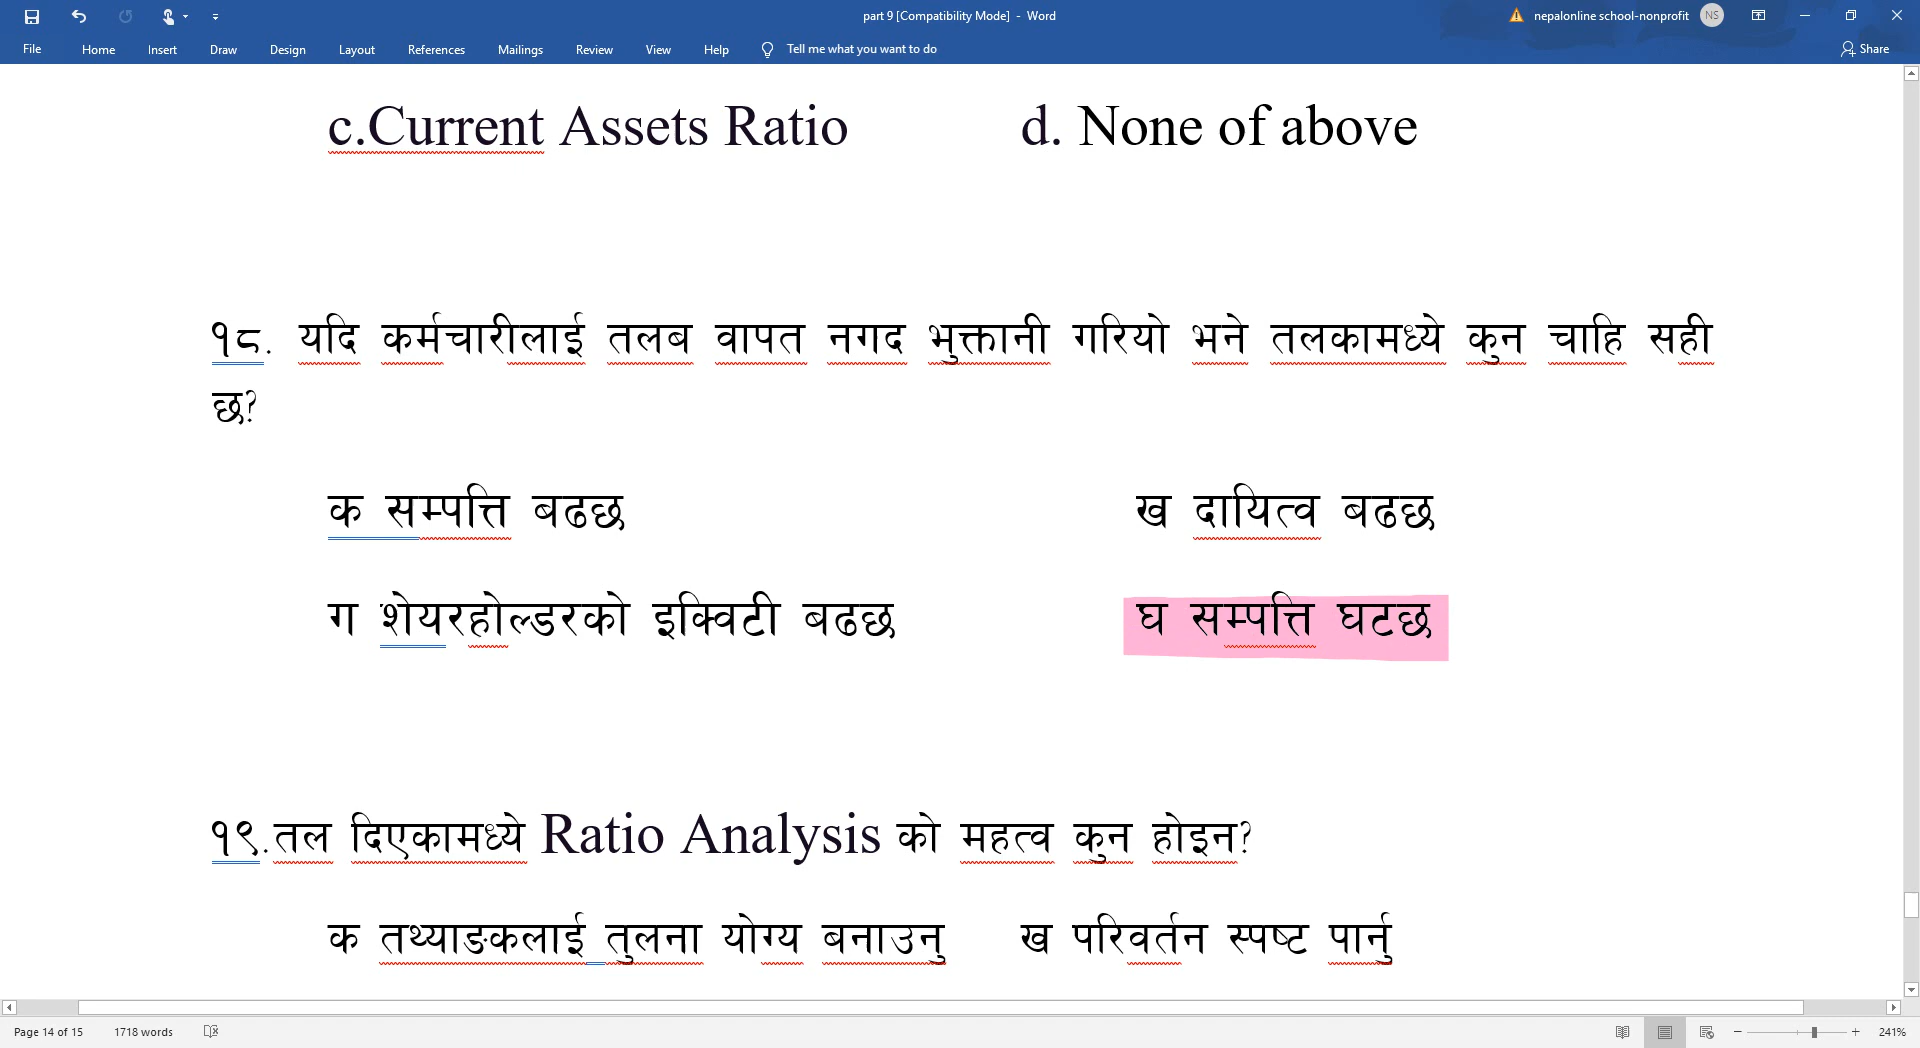 part 9 [Compatibility Mode] - Word
nepalonline school-nonprofit NS
File Home Insert Draw Design Layout References Mailings Review View Help Tell me what you want to do Share
c.Current Assets Ratio d. None of above
१८. यदि कर्मचारीलाई तलब वापत नगद भुक्तानी गरियो भने तलकामध्ये कुन चाहि सही
छ?
क सम्पत्ति बढछ ख दायित्व बढछ
ग शेयरहोल्डरको इक्विटी बढछ घ सम्पत्ति घटछ
१९.तल दिएकामध्ये Ratio Analysis को महत्व कुन होइन?
क तथ्याङकलाई तुलना योग्य बनाउनु ख परिवर्तन स्पष्ट पार्नु
Page 14 of 15 1718 words 241%